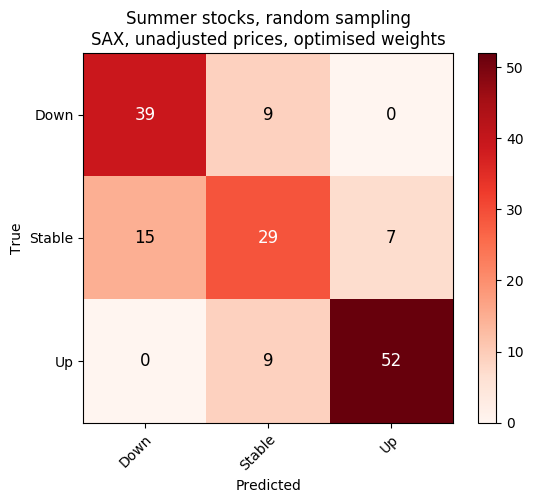 Summer stocks, random sampling
SAX, unadjusted prices, optimised weights
Down 39 9 0
Stable 15 29 7
Up 0 9 52
Down Stable Up
True
Predicted
50
40
30
20
10
0